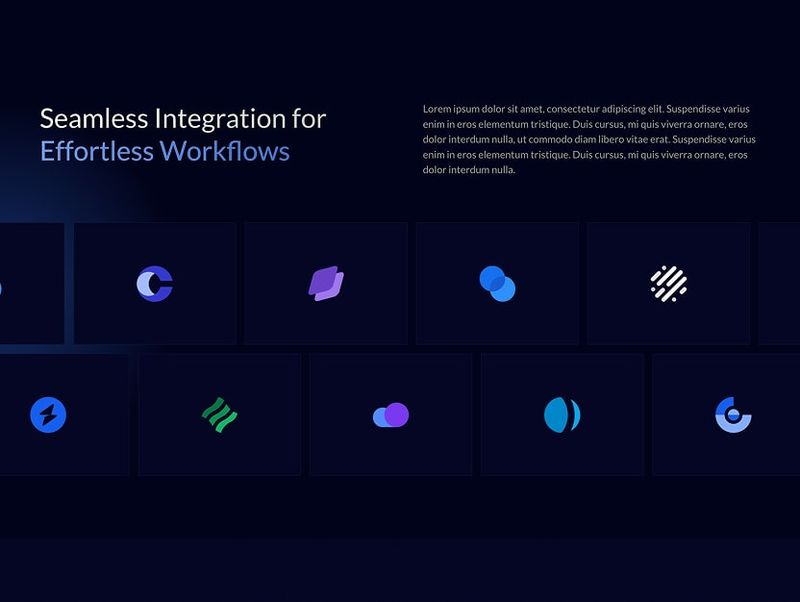 Seamless Integration for
Effortless Workflows
Lorem ipsum dolor sit amet, consectetur adipiscing elit. Suspendisse varius
enim in eros elementum tristique. Duis cursus, mi quis viverra ornare, eros
dolor interdum nulla, ut commodo diam libero vitae erat. Suspendisse varius
enim in eros elementum tristique. Duis cursus, mi quis viverra ornare, eros
dolor interdum nulla.